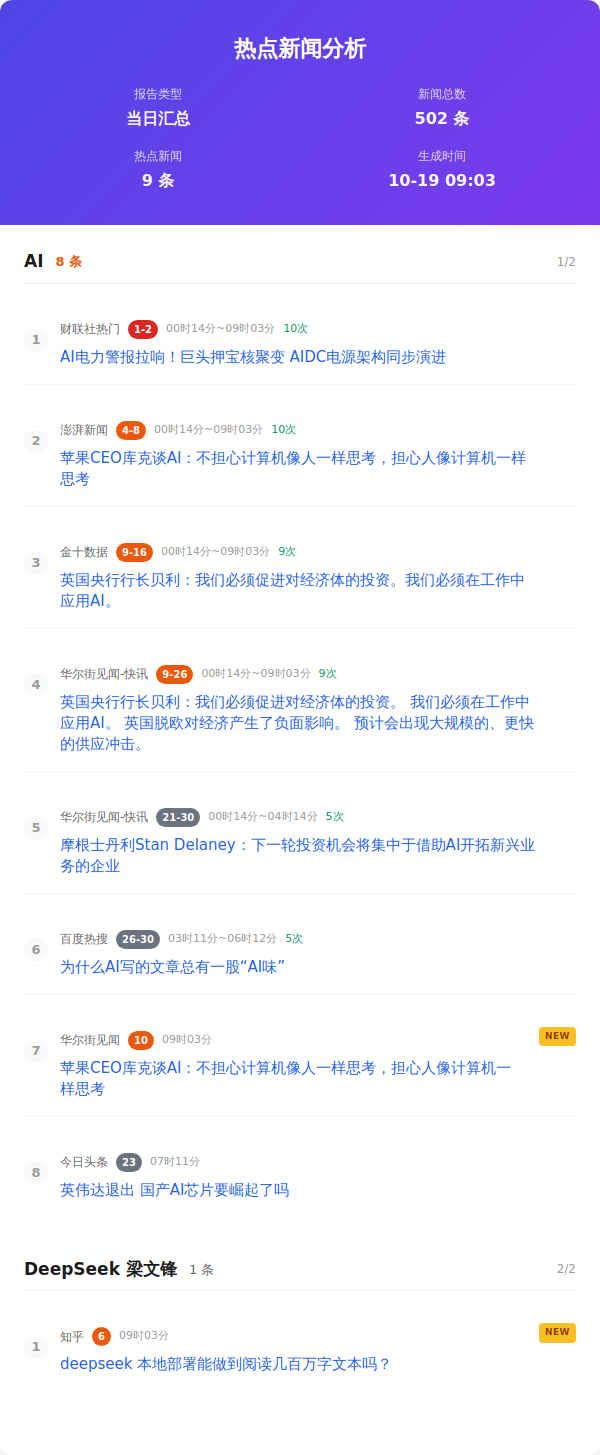 热点新闻分析
报告类型
新闻总数
当日汇总
502 条
热点新闻
生成时间
9 条
10-19 09:03
AI 8 条 1/2
1
财联社热门 1-2 00时14分~09时03分 10次
AI电力警报拉响！巨头押宝核聚变 AIDC电源架构同步演进
2
澎湃新闻 4-8 00时14分~09时03分 10次
苹果CEO库克谈AI：不担心计算机像人一样思考，担心人像计算机一样
思考
3
金十数据 9-16 00时14分~09时03分 9次
英国央行行长贝利：我们必须促进对经济体的投资。我们必须在工作中
应用AI。
4
华尔街见闻-快讯 9-26 00时14分~09时03分 9次
英国央行行长贝利：我们必须促进对经济体的投资。 我们必须在工作中
应用AI。 英国脱欧对经济产生了负面影响。 预计会出现大规模的、更快
的供应冲击。
5
华尔街见闻-快讯 21-30 00时14分~04时14分 5次
摩根士丹利Stan Delaney：下一轮投资机会将集中于借助AI开拓新兴业
务的企业
6
百度热搜 26-30 03时11分~06时12分 5次
为什么AI写的文章总有一股“AI味”
7
华尔街见闻 10 09时03分 NEW
苹果CEO库克谈AI：不担心计算机像人一样思考，担心人像计算机一
样思考
8
今日头条 23 07时11分
英伟达退出 国产AI芯片要崛起了吗
DeepSeek 梁文锋 1 条 2/2
1
知乎 6 09时03分 NEW
deepseek 本地部署能做到阅读几百万字文本吗？